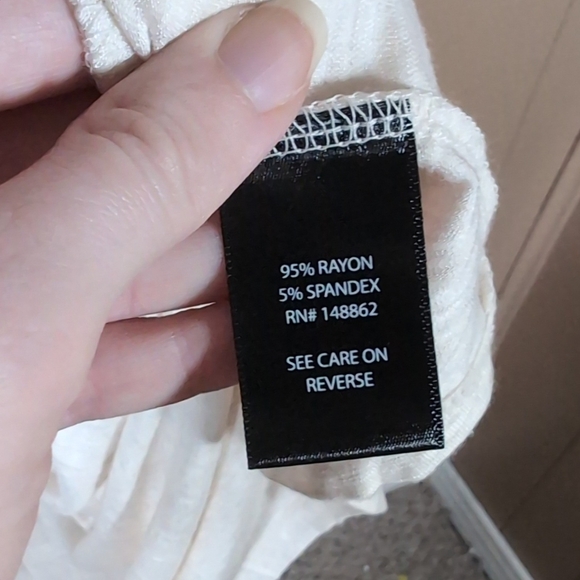 95% RAYON
5% SPANDEX
RN# 148862
SEE CARE ON
REVERSE